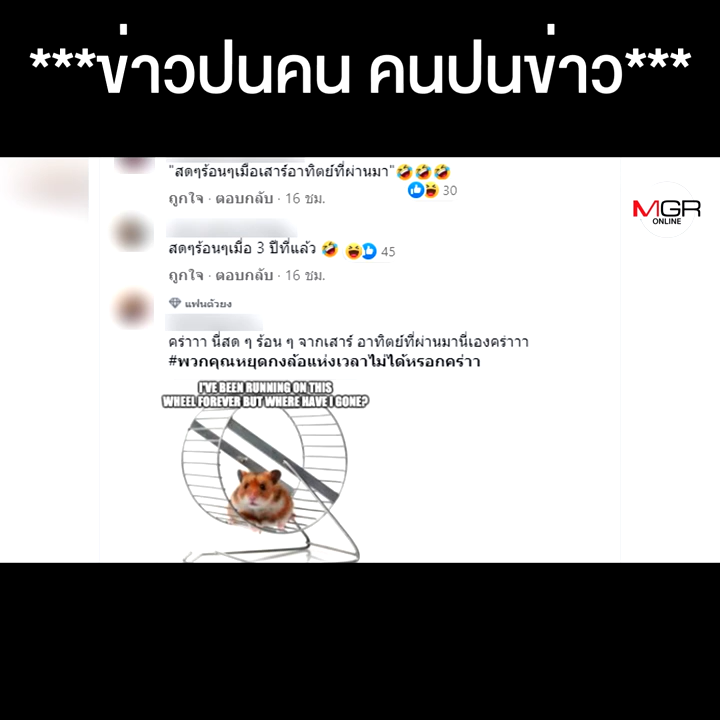 ***ข่าวปนคน คนปนข่าว***
"สดๆร้อนๆเมื่อเสาร์อาทิตย์ที่ผ่านมา"🤣🤣🤣
ถูกใจ · ตอบกลับ · 16 ชม.
30
MGR
ONLINE
สดๆร้อนๆเมื่อ 3 ปีที่แล้ว 🤣
45
ถูกใจ · ตอบกลับ · 16 ชม.
แฟนตัวยง
คร่าาา นี่สด ๆ ร้อน ๆ จากเสาร์ อาทิตย์ที่ผ่านมานี่เองคร่าาา
#พวกคุณหยุดกงล้อแห่งเวลาไม่ได้หรอกคร่าา
I'VE BEEN RUNNING ON THIS
WHEEL FOREVER BUT WHERE HAVE I GONE?